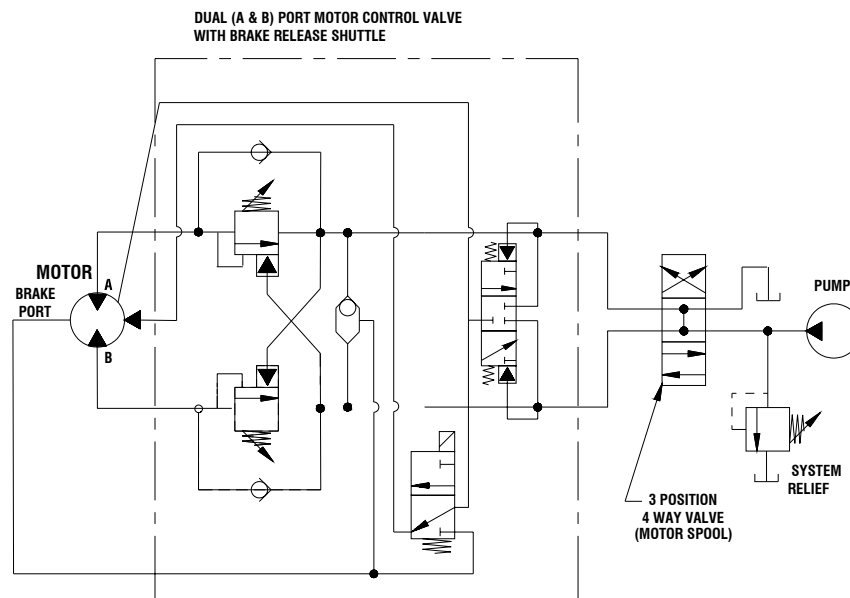 DUAL (A & B) PORT MOTOR CONTROL VALVE
WITH BRAKE RELEASE SHUTTLE
MOTOR
A
BRAKE
PORT
B
PUMP
SYSTEM
RELIEF
3 POSITION
4 WAY VALVE
(MOTOR SPOOL)